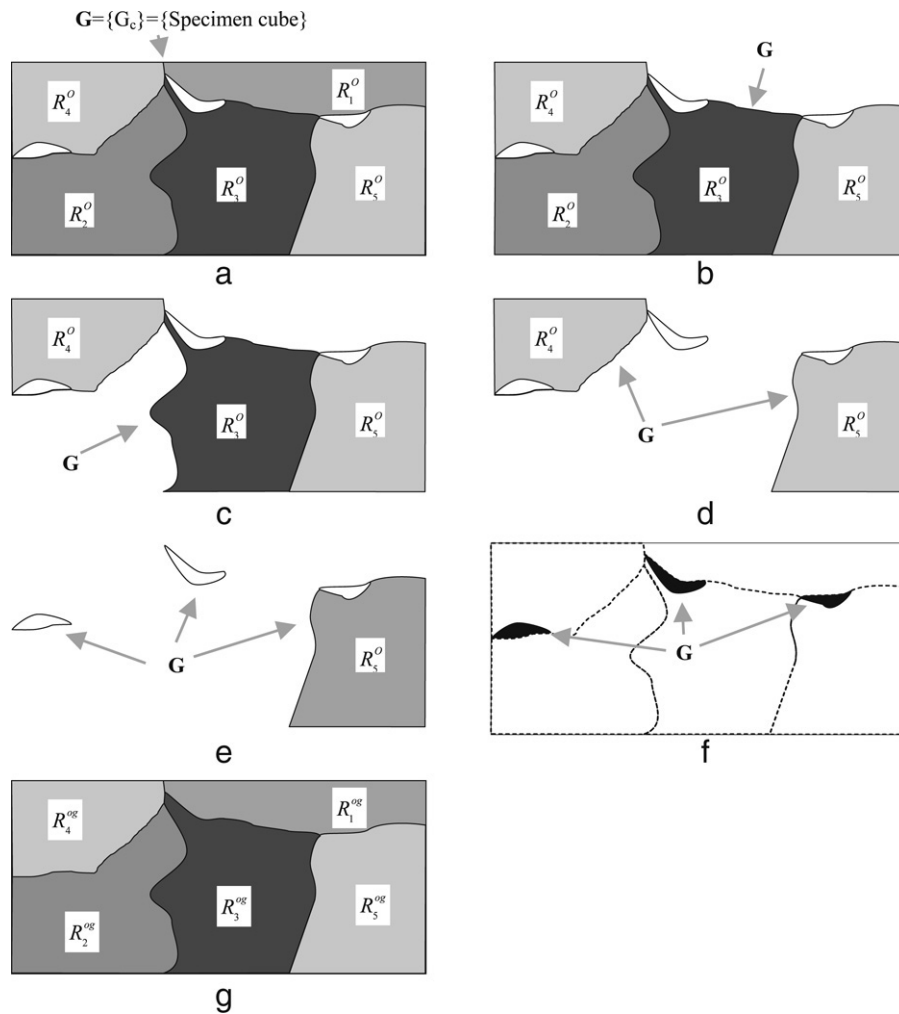 G={G_c}={Specimen cube}
R_4^O
R_1^O
R_2^O
R_3^O
R_5^O
a
G
R_4^O
R_2^O
R_3^O
R_5^O
b
R_4^O
R_3^O
R_5^O
G
c
R_4^O
R_5^O
G
d
G
R_5^O
e
G
f
R_4^{og}
R_1^{og}
R_2^{og}
R_3^{og}
R_5^{og}
g